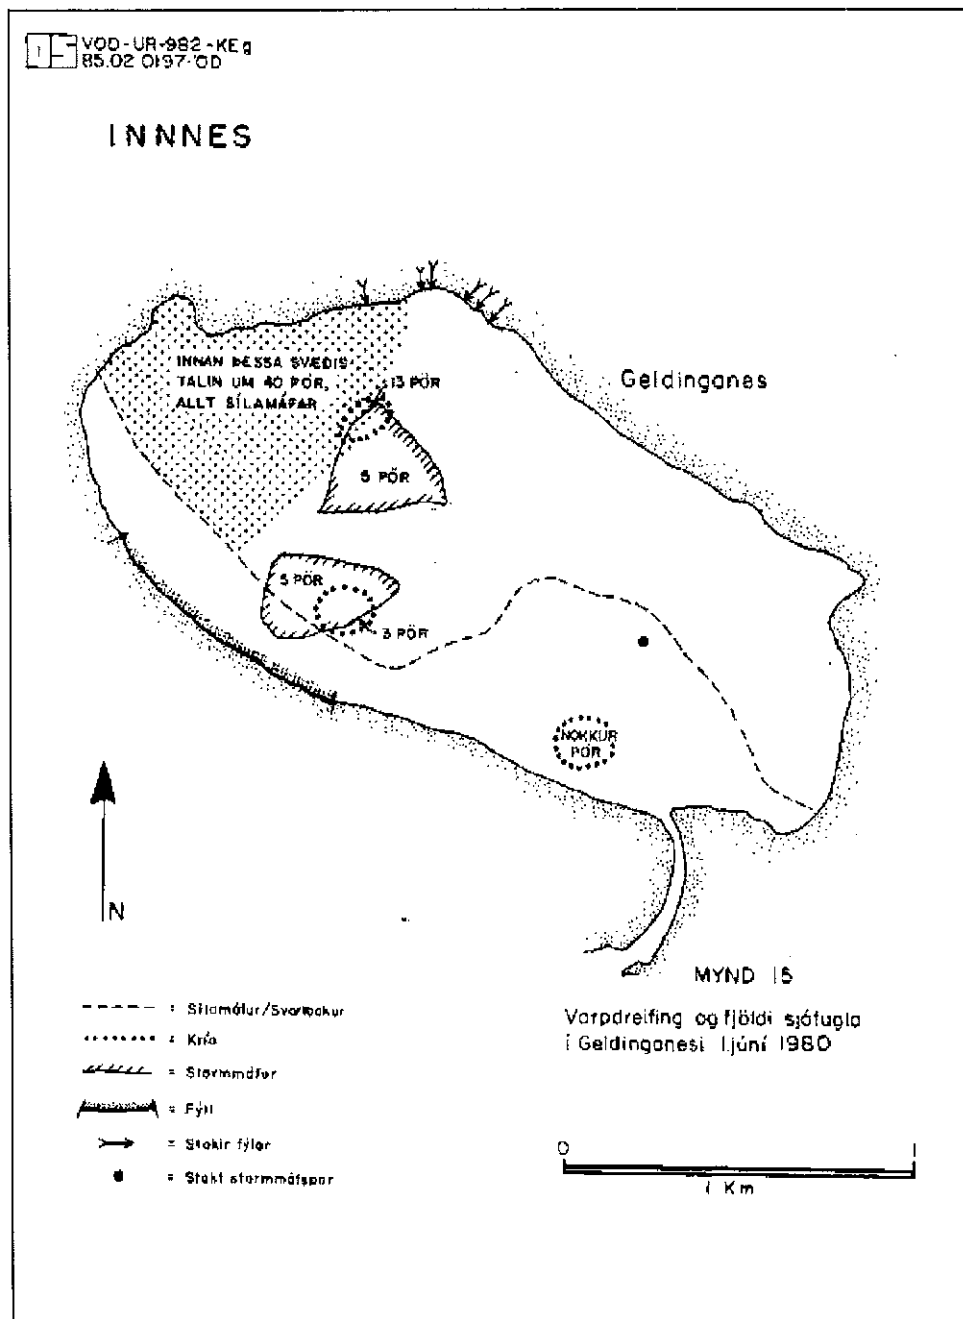 VOD-UR-982-KEg
85.02 0197-OD
INNNES
INNAN ÞESSA SVÆÐIS
TALIN UM 40 PÖR,
ALLT SÍLAMÁFAR
13 PÖR
Geldinganes
5 PÖR
5 PÖR
3 PÖR
NOKKUR
PÖR
N
MYND 15
Varpdreifing og fjöldi sjófugla
í Geldinganesi 1.júní 1980
= Sílamáfur/Svartbakur
= Kría
= Stormmáfur
= Fýll
= Stakir fýlar
= Stakt stormmáfspar
0 1
1 Km